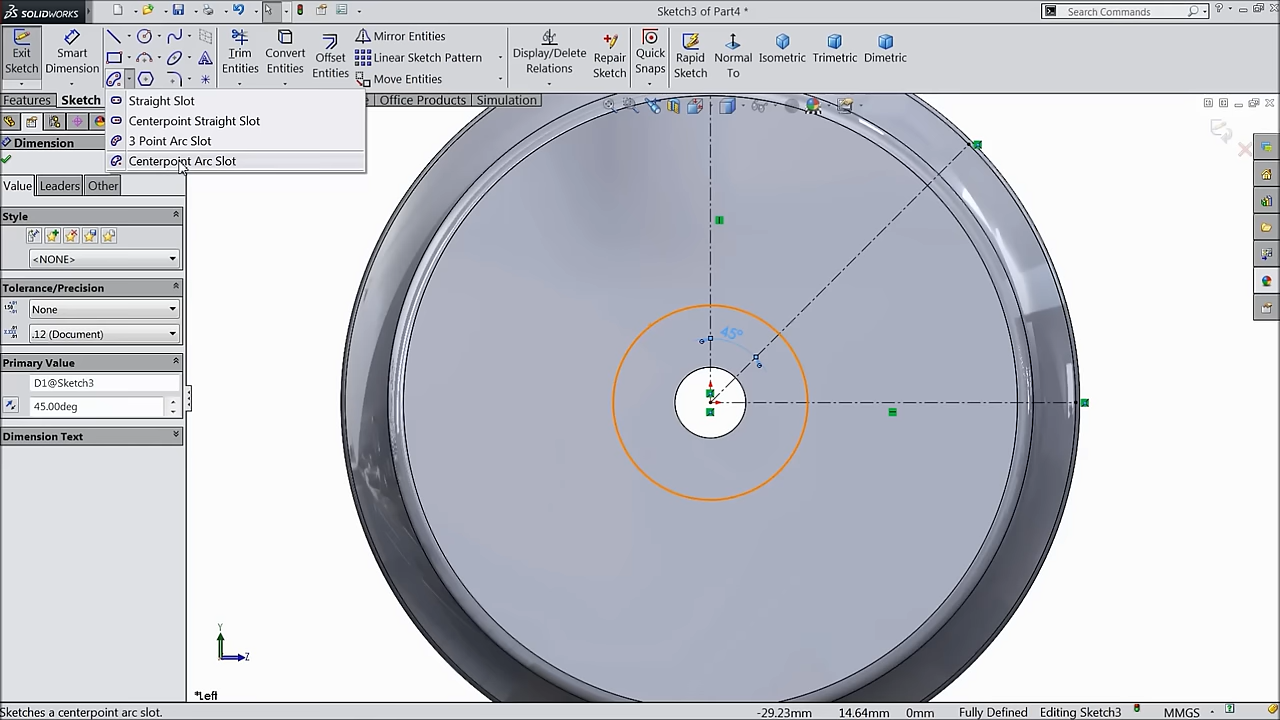 SOLIDWORKS
Sketch3 of Part4 *
Search Commands
?
Exit Sketch
Smart Dimension
Trim Entities
Convert Entities
Offset Entities
Mirror Entities
Linear Sketch Pattern
Move Entities
Display/Delete Relations
Repair Sketch
Quick Snaps
Rapid Sketch
Normal To
Isometric
Trimetric
Dimetric
Features
Sketch
Office Products
Simulation
Straight Slot
Centerpoint Straight Slot
3 Point Arc Slot
Centerpoint Arc Slot
Dimension
Value
Leaders
Other
Style
<NONE>
Tolerance/Precision
None
.12 (Document)
Primary Value
D1@Sketch3
45.00deg
Dimension Text
45°
Y
Z
*Left
Sketches a centerpoint arc slot.
-29.23mm
14.64mm
0mm
Fully Defined
Editing Sketch3
MMGS